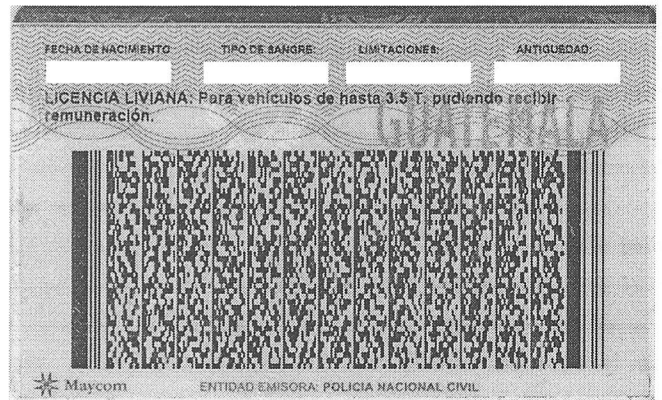 FECHA DE NACIMIENTO TIPO DE SANGRE: LIMITACIONES: ANTIGUEDAD:
LICENCIA LIVIANA: Para vehículos de hasta 3.5 T. pudiendo recibir
remuneración.
GUATEMALA
Maycom ENTIDAD EMISORA: POLICIA NACIONAL CIVIL